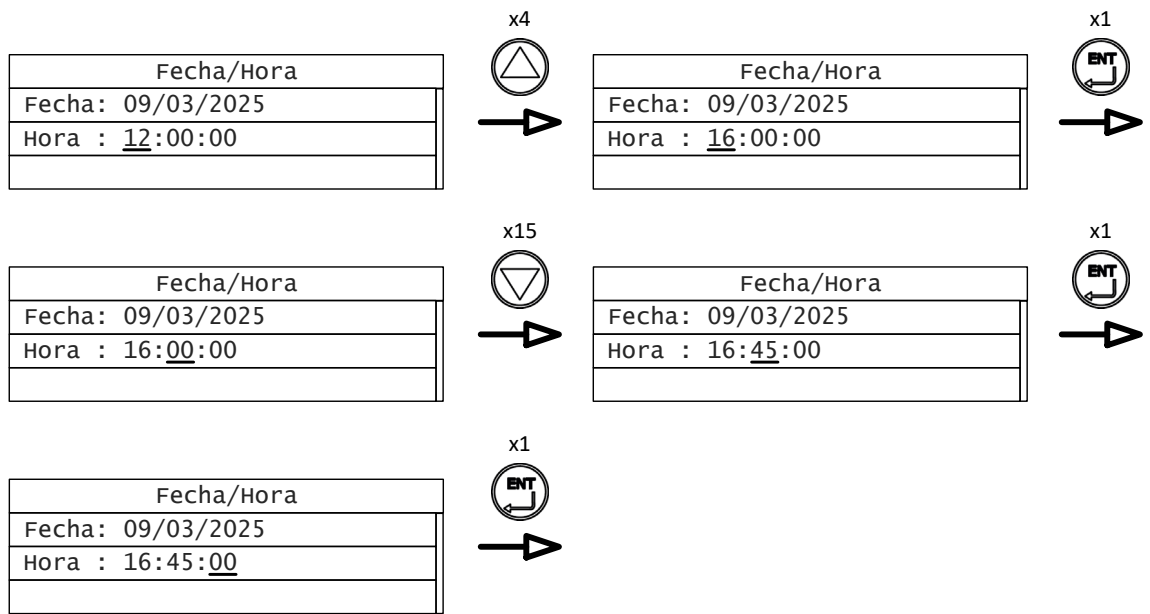 x4
x1
Fecha/Hora
Fecha: 09/03/2025
Hora : 12:00:00
ENT
Fecha/Hora
Fecha: 09/03/2025
Hora : 16:00:00
x15
x1
Fecha/Hora
Fecha: 09/03/2025
Hora : 16:00:00
ENT
Fecha/Hora
Fecha: 09/03/2025
Hora : 16:45:00
x1
ENT
Fecha/Hora
Fecha: 09/03/2025
Hora : 16:45:00